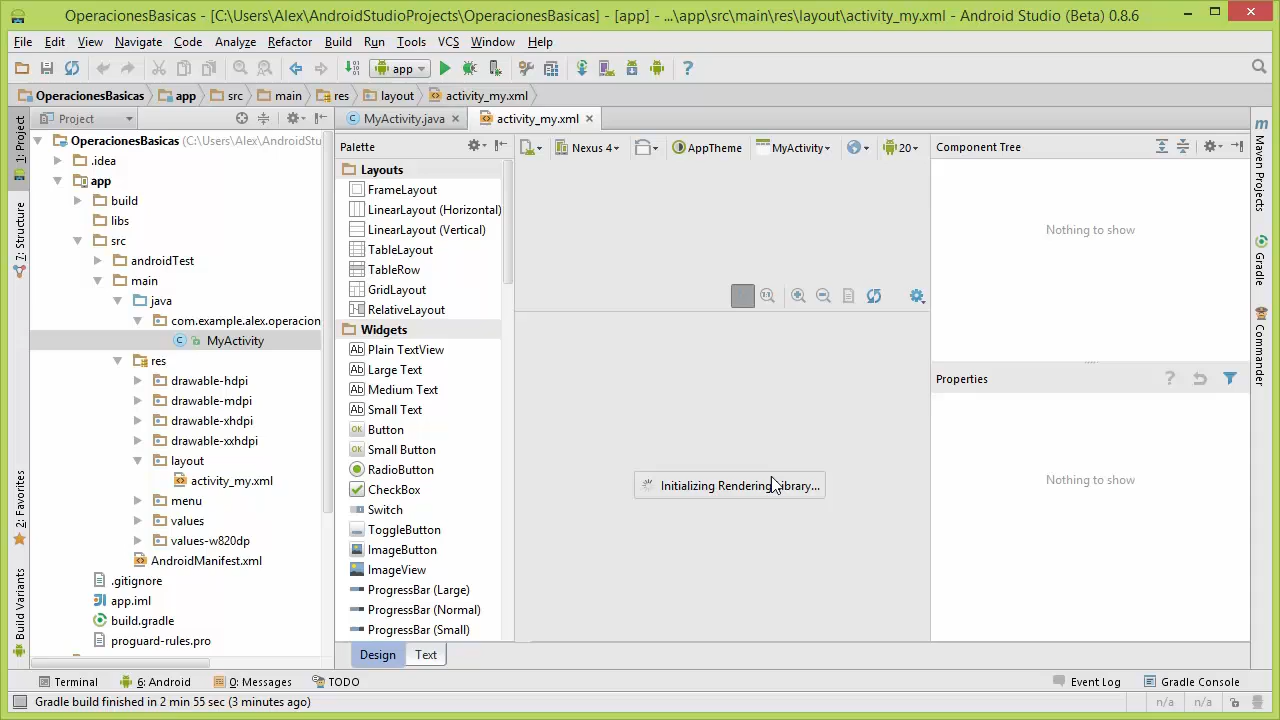 OperacionesBasicas - [C:\Users\Alex\AndroidStudioProjects\OperacionesBasicas] - [app] - ...\app\src\main\res\layout\activity_my.xml - Android Studio (Beta) 0.8.6
File Edit View Navigate Code Analyze Refactor Build Run Tools VCS Window Help
app
OperacionesBasicas app src main res layout activity_my.xml
1: Project
7: Structure
2: Favorites
Build Variants
Project
OperacionesBasicas (C:\Users\Alex\AndroidStu
.idea
app
build
libs
src
androidTest
main
java
com.example.alex.operacion
MyActivity
res
drawable-hdpi
drawable-mdpi
drawable-xhdpi
drawable-xxhdpi
layout
activity_my.xml
menu
values
values-w820dp
AndroidManifest.xml
.gitignore
app.iml
build.gradle
proguard-rules.pro
MyActivity.java activity_my.xml
Palette
Layouts
FrameLayout
LinearLayout (Horizontal)
LinearLayout (Vertical)
TableLayout
TableRow
GridLayout
RelativeLayout
Widgets
Plain TextView
Large Text
Medium Text
Small Text
Button
Small Button
RadioButton
CheckBox
Switch
ToggleButton
ImageButton
ImageView
ProgressBar (Large)
ProgressBar (Normal)
ProgressBar (Small)
Design Text
Nexus 4 AppTheme MyActivity 20
Initializing Rendering Library...
Component Tree
Nothing to show
Properties
Nothing to show
Maven Projects
Gradle
Commander
Terminal 6: Android 0: Messages TODO Event Log Gradle Console
Gradle build finished in 2 min 55 sec (3 minutes ago) n/a n/a